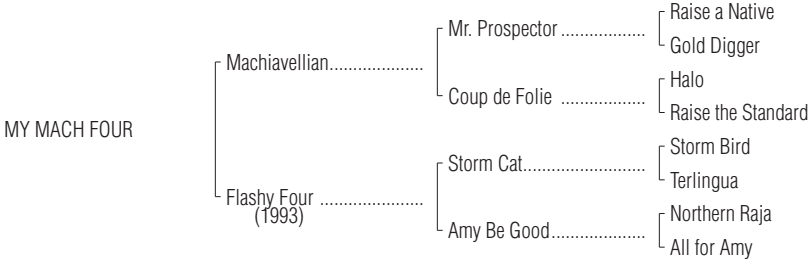 Raise a Native
Mr. Prospector ...................
Gold Digger
Machiavellian.....................
Halo
Coup de Folie ...................
Raise the Standard
MY MACH FOUR
Storm Bird
Storm Cat...........................
Terlingua
Flashy Four .......................
(1993)
Northern Raja
Amy Be Good.....................
All for Amy